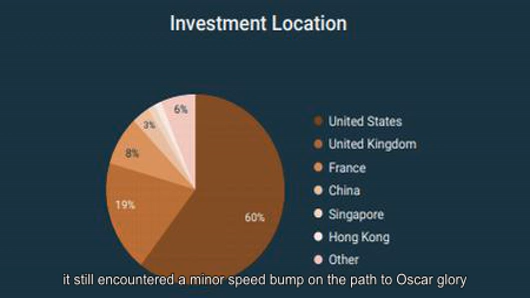 Investment Location
6%
3%
8%
19%
60%
United States
United Kingdom
France
China
Singapore
Hong Kong
Other
it still encountered a minor speed bump on the path to Oscar glory